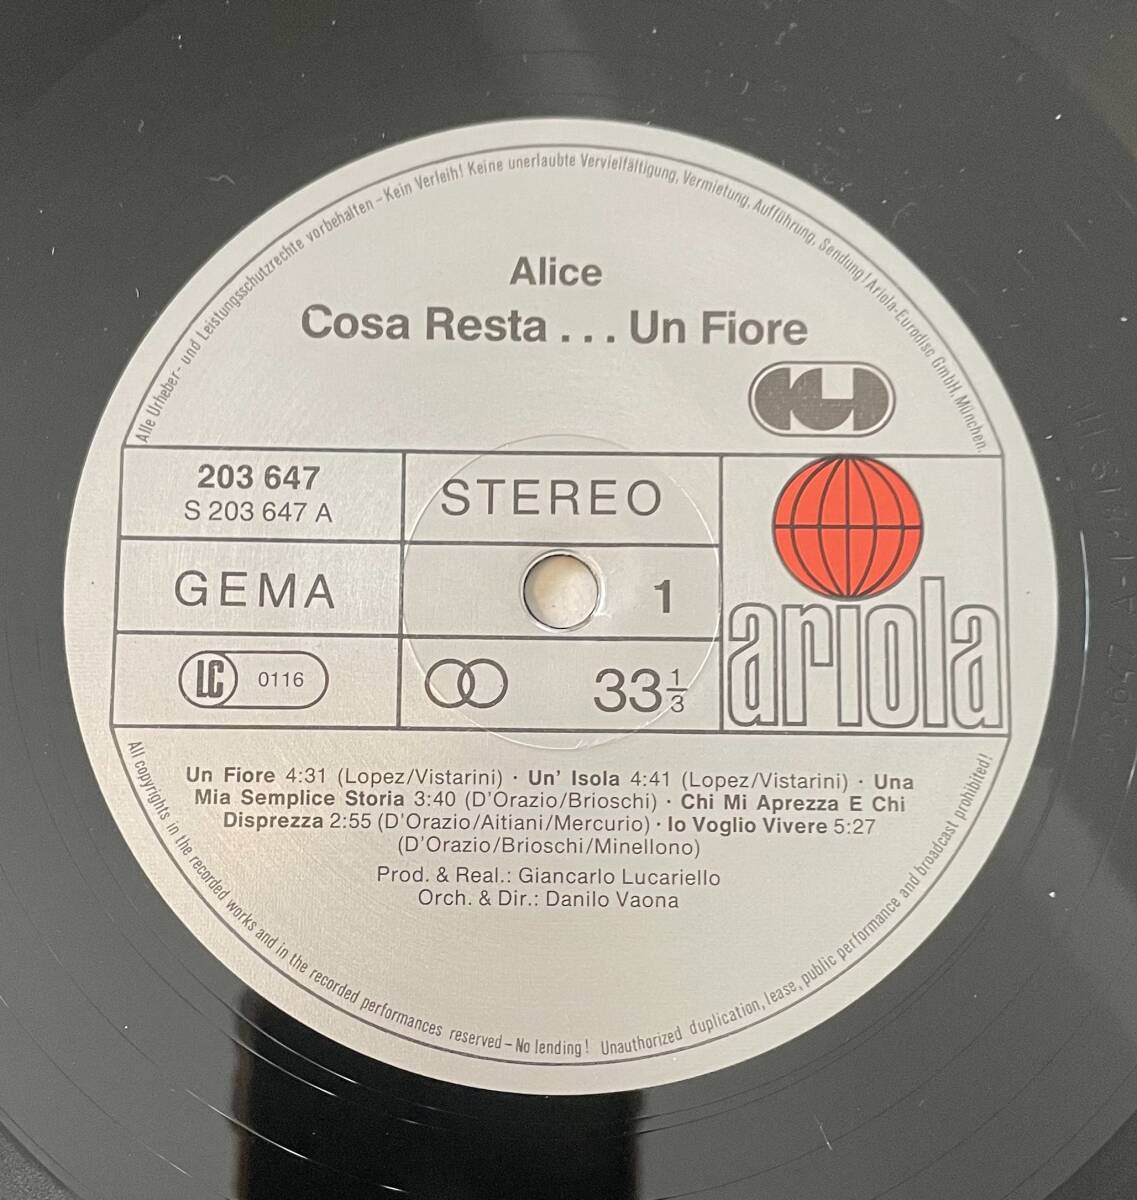 Alle Urheber- und Leistungsschutzrechte vorbehalten – Kein Verleih! Keine unerlaubte Vervielfältigung, Vermietung, Aufführung, Sendung! Ariola-Eurodisc GmbH, München.
Alice
Cosa Resta... Un Fiore
203 647
S 203 647 A
STEREO
GEMA
1
LC 0116
33 1/3
ariola
Un Fiore 4:31 (Lopez/Vistarini) · Un' Isola 4:41 (Lopez/Vistarini) · Una
Mia Semplice Storia 3:40 (D'Orazio/Brioschi) · Chi Mi Aprezza E Chi
Disprezza 2:55 (D'Orazio/Aitiani/Mercurio) · Io Voglio Vivere 5:27
(D'Orazio/Brioschi/Minellono)
Prod. & Real.: Giancarlo Lucariello
Orch. & Dir.: Danilo Vaona
All copyrights in the recorded works and in the recorded performances reserved – No lending! Unauthorized duplication, lease, public performance and broadcast prohibited!